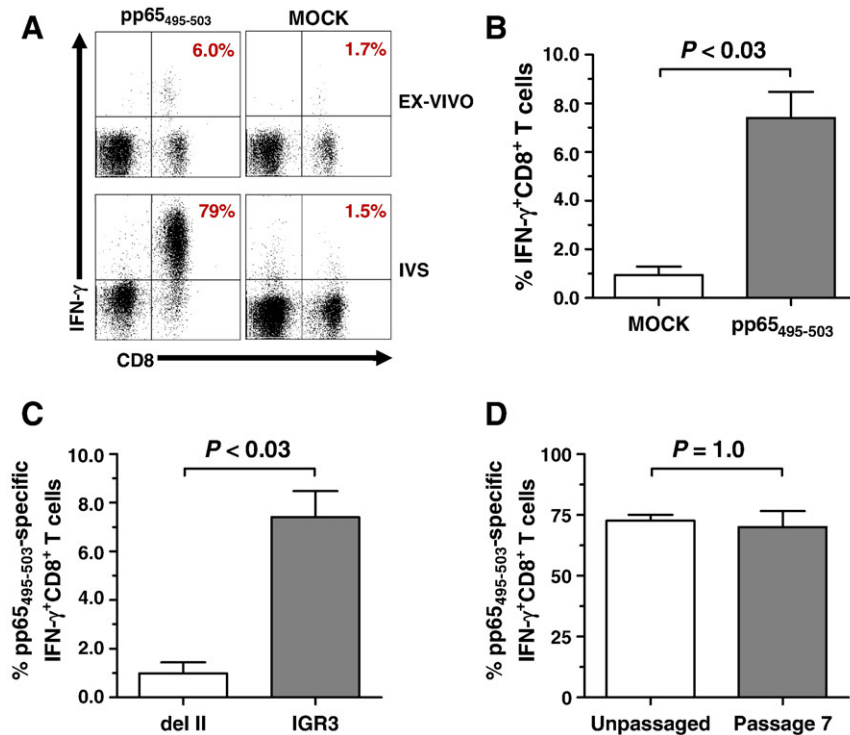 A
pp65495-503
MOCK
6.0%
1.7%
EX-VIVO
79%
1.5%
IVS
IFN-γ
CD8
B
P < 0.03
% IFN-γ+CD8+ T cells
10.0
8.0
6.0
4.0
2.0
0.0
MOCK
pp65495-503
C
P < 0.03
% pp65495-503-specific
IFN-γ+CD8+ T cells
10.0
8.0
6.0
4.0
2.0
0.0
del II
IGR3
D
P = 1.0
% pp65495-503-specific
IFN-γ+CD8+ T cells
100
75
50
25
0
Unpassaged
Passage 7